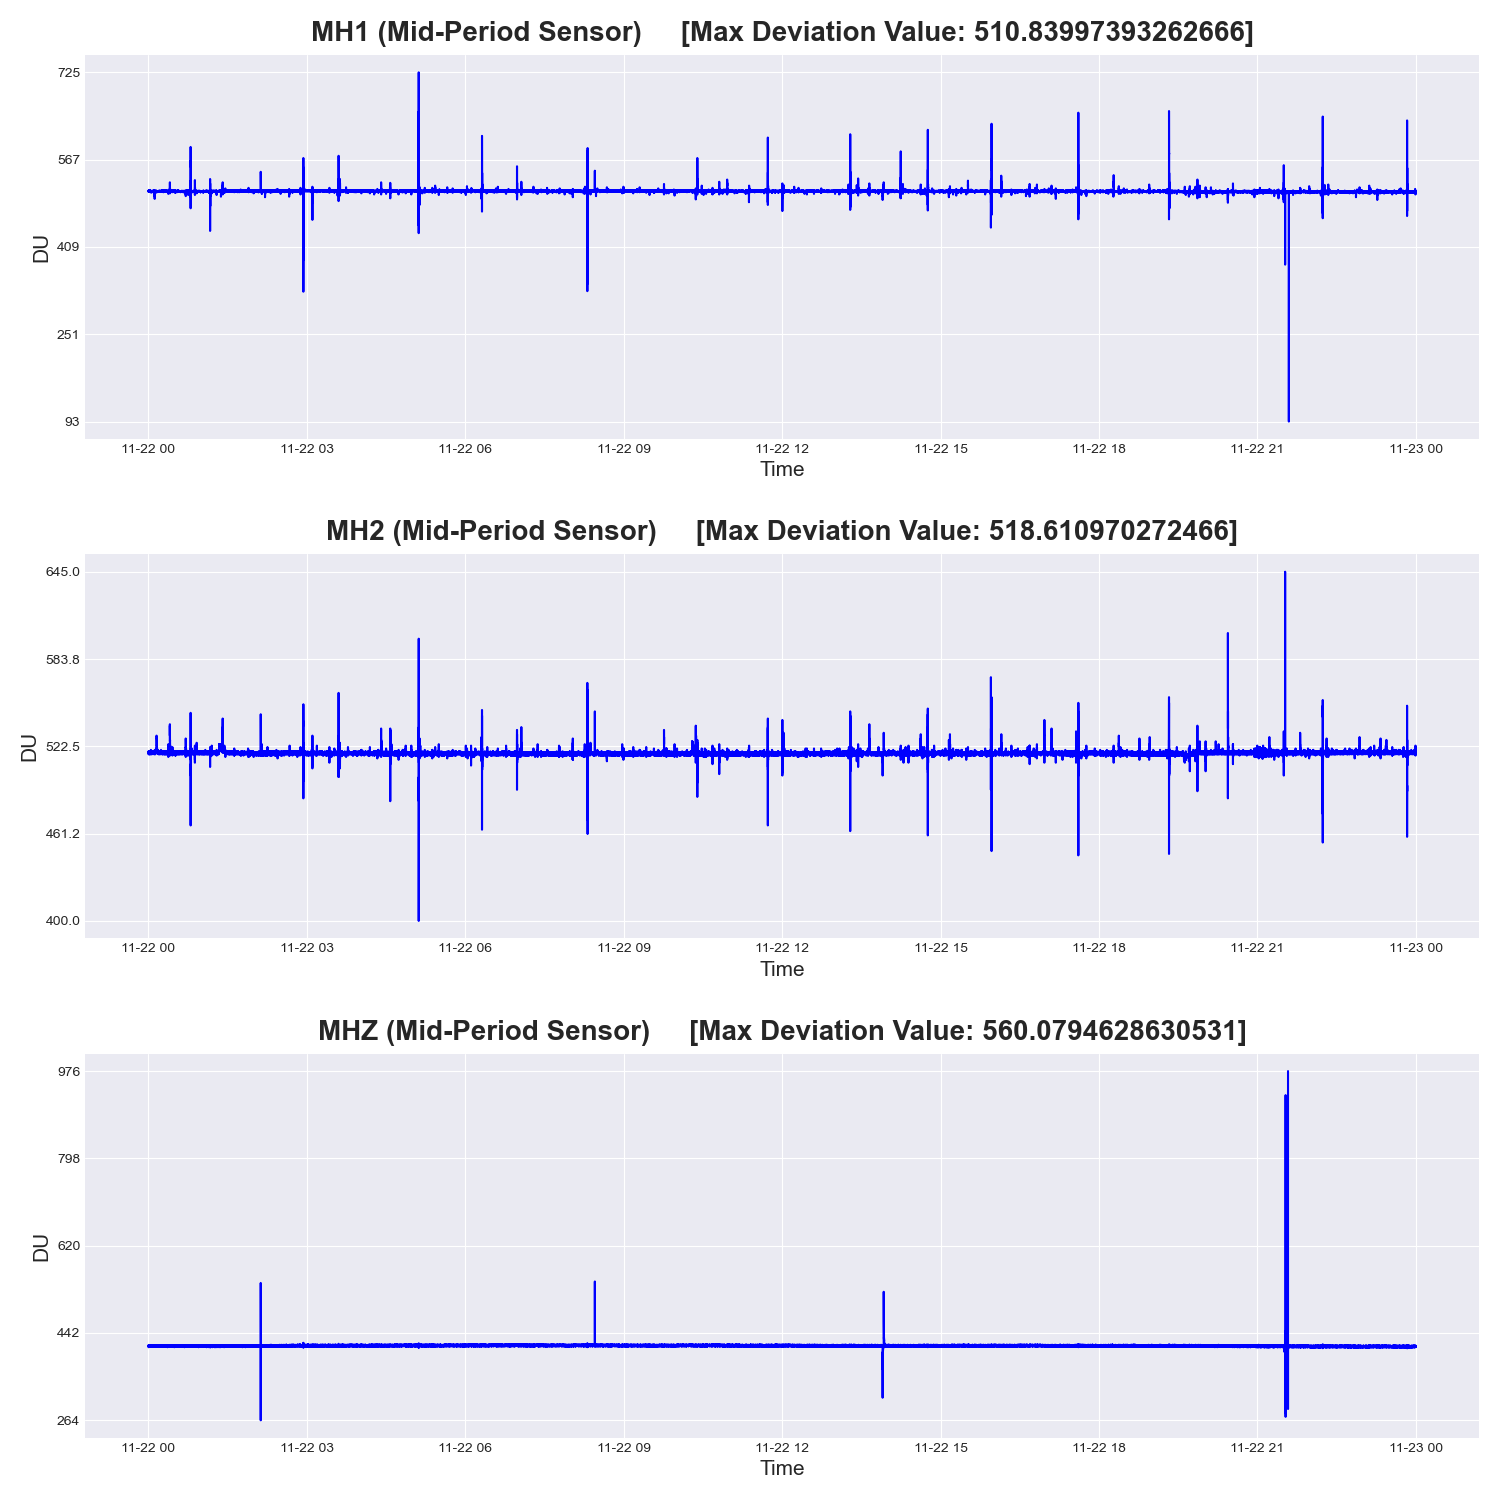 MH1 (Mid-Period Sensor) [Max Deviation Value: 510.83997393262666]
725
567
409
251
93
DU
11-22 00 11-22 03 11-22 06 11-22 09 11-22 12 11-22 15 11-22 18 11-22 21 11-23 00
Time
MH2 (Mid-Period Sensor) [Max Deviation Value: 518.610970272466]
645.0
583.8
522.5
461.2
400.0
DU
11-22 00 11-22 03 11-22 06 11-22 09 11-22 12 11-22 15 11-22 18 11-22 21 11-23 00
Time
MHZ (Mid-Period Sensor) [Max Deviation Value: 560.0794628630531]
976
798
620
442
264
DU
11-22 00 11-22 03 11-22 06 11-22 09 11-22 12 11-22 15 11-22 18 11-22 21 11-23 00
Time